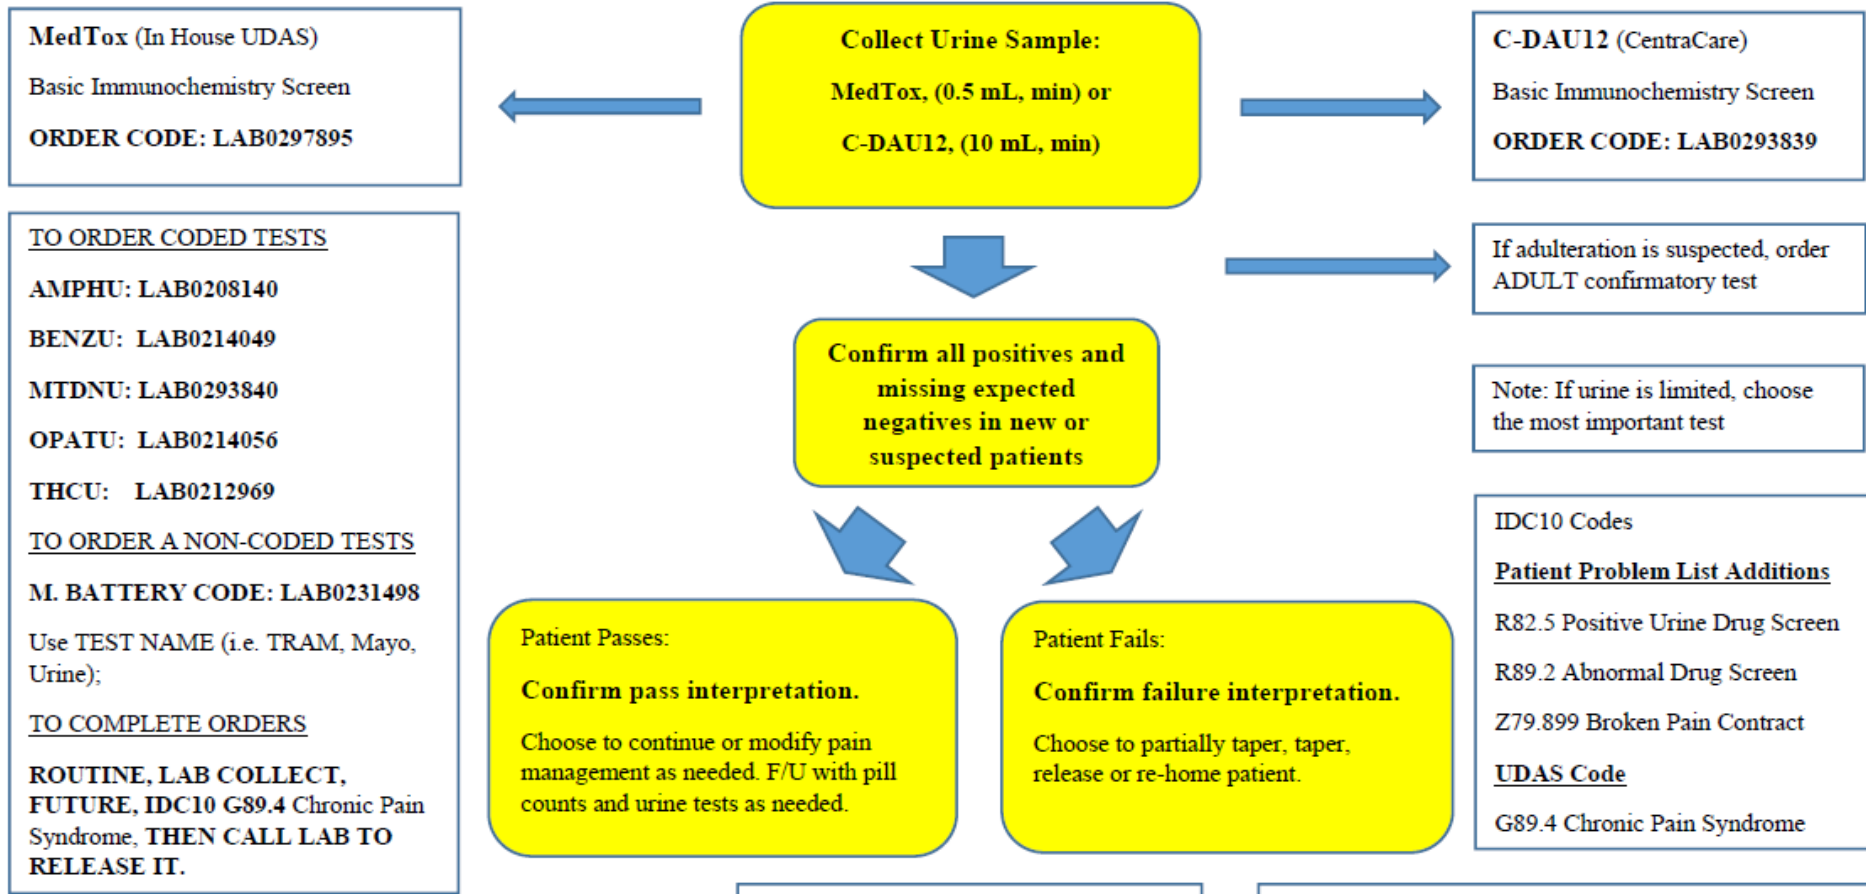 MedTox (In House UDAS)
Basic Immunochemistry Screen
ORDER CODE: LAB0297895
Collect Urine Sample:
MedTox, (0.5 mL, min) or
C-DAU12, (10 mL, min)
C-DAU12 (CentraCare)
Basic Immunochemistry Screen
ORDER CODE: LAB0293839
TO ORDER CODED TESTS
AMPHU: LAB0208140
BENZU: LAB0214049
MTDNU: LAB0293840
OPATU: LAB0214056
THCU: LAB0212969
TO ORDER A NON-CODED TESTS
M. BATTERY CODE: LAB0231498
Use TEST NAME (i.e. TRAM, Mayo,
Urine);
TO COMPLETE ORDERS
ROUTINE, LAB COLLECT,
FUTURE, IDC10 G89.4 Chronic Pain
Syndrome, THEN CALL LAB TO
RELEASE IT.
If adulteration is suspected, order
ADULT confirmatory test
Confirm all positives and
missing expected
negatives in new or
suspected patients
Note: If urine is limited, choose
the most important test
Patient Passes:
Confirm pass interpretation.
Choose to continue or modify pain
management as needed. F/U with pill
counts and urine tests as needed.
Patient Fails:
Confirm failure interpretation.
Choose to partially taper, taper,
release or re-home patient.
IDC10 Codes
Patient Problem List Additions
R82.5 Positive Urine Drug Screen
R89.2 Abnormal Drug Screen
Z79.899 Broken Pain Contract
UDAS Code
G89.4 Chronic Pain Syndrome